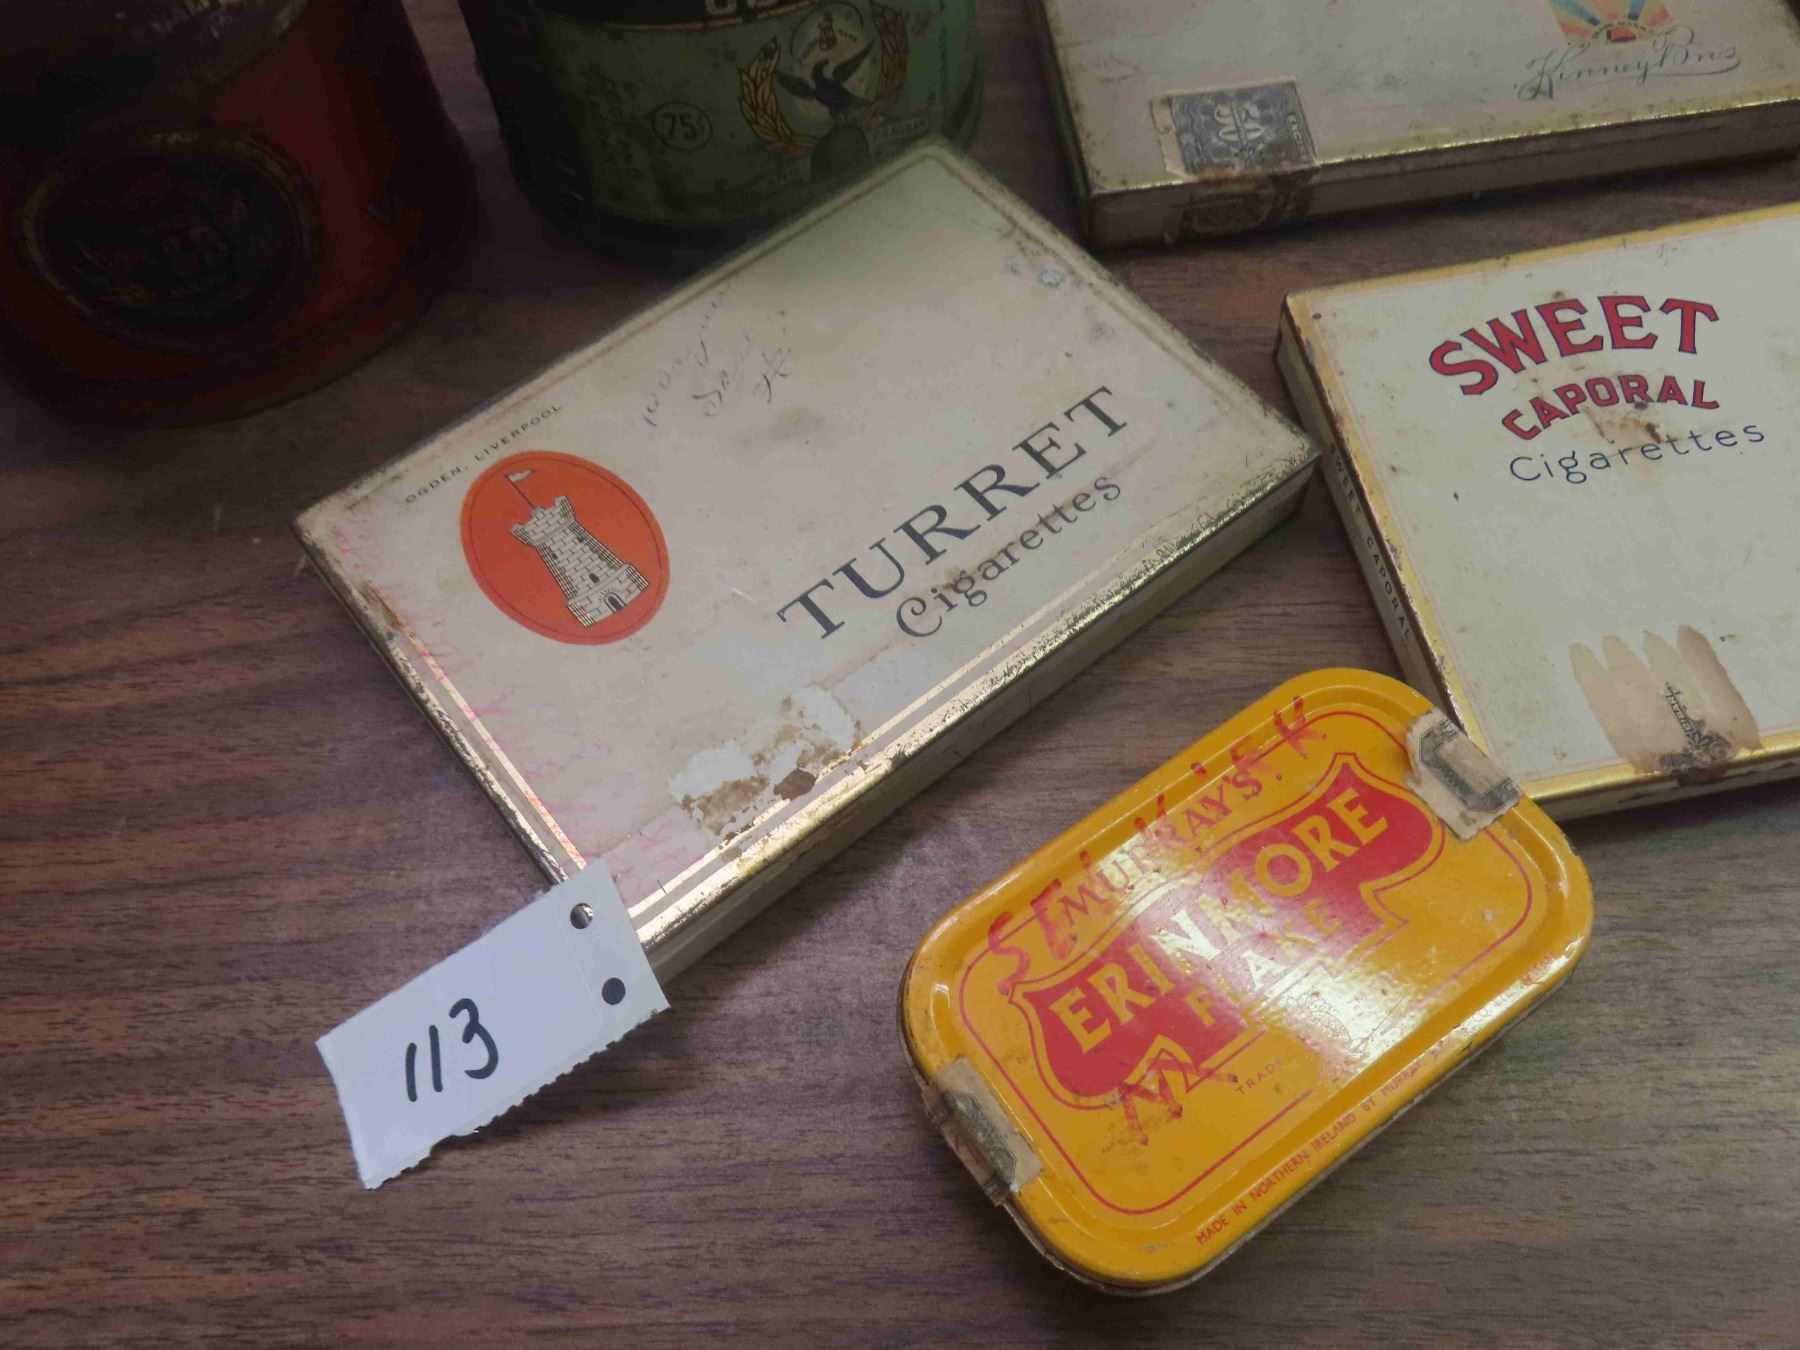 75¢
Kinney Bros
OGDEN, LIVERPOOL
TURRET
Cigarettes
SWEET
CAPORAL
Cigarettes
SWEET CAPORAL
MURRAY'S
ERINMORE
FLAKE
TRADE
MADE IN NORTHERN IRELAND BY MURRAY
113